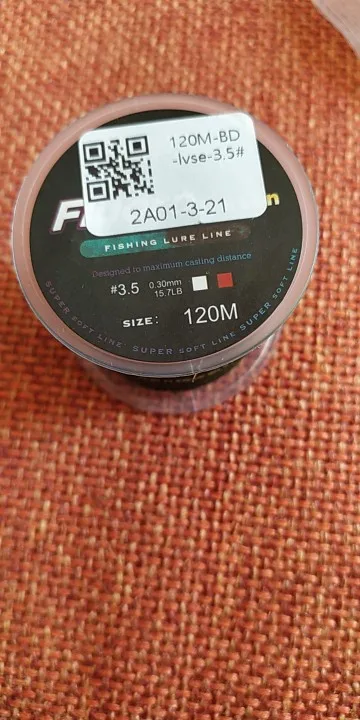 120M-BD
-lvse-3.5#
2A01-3-21
FISHING LURE LINE
Designed to maximum casling distance
#3.5 0.30mm
15.7LB
SIZE: 120M
SUPER SOFT LINE SUPER SOFT LINE SUPER SOFT LINE